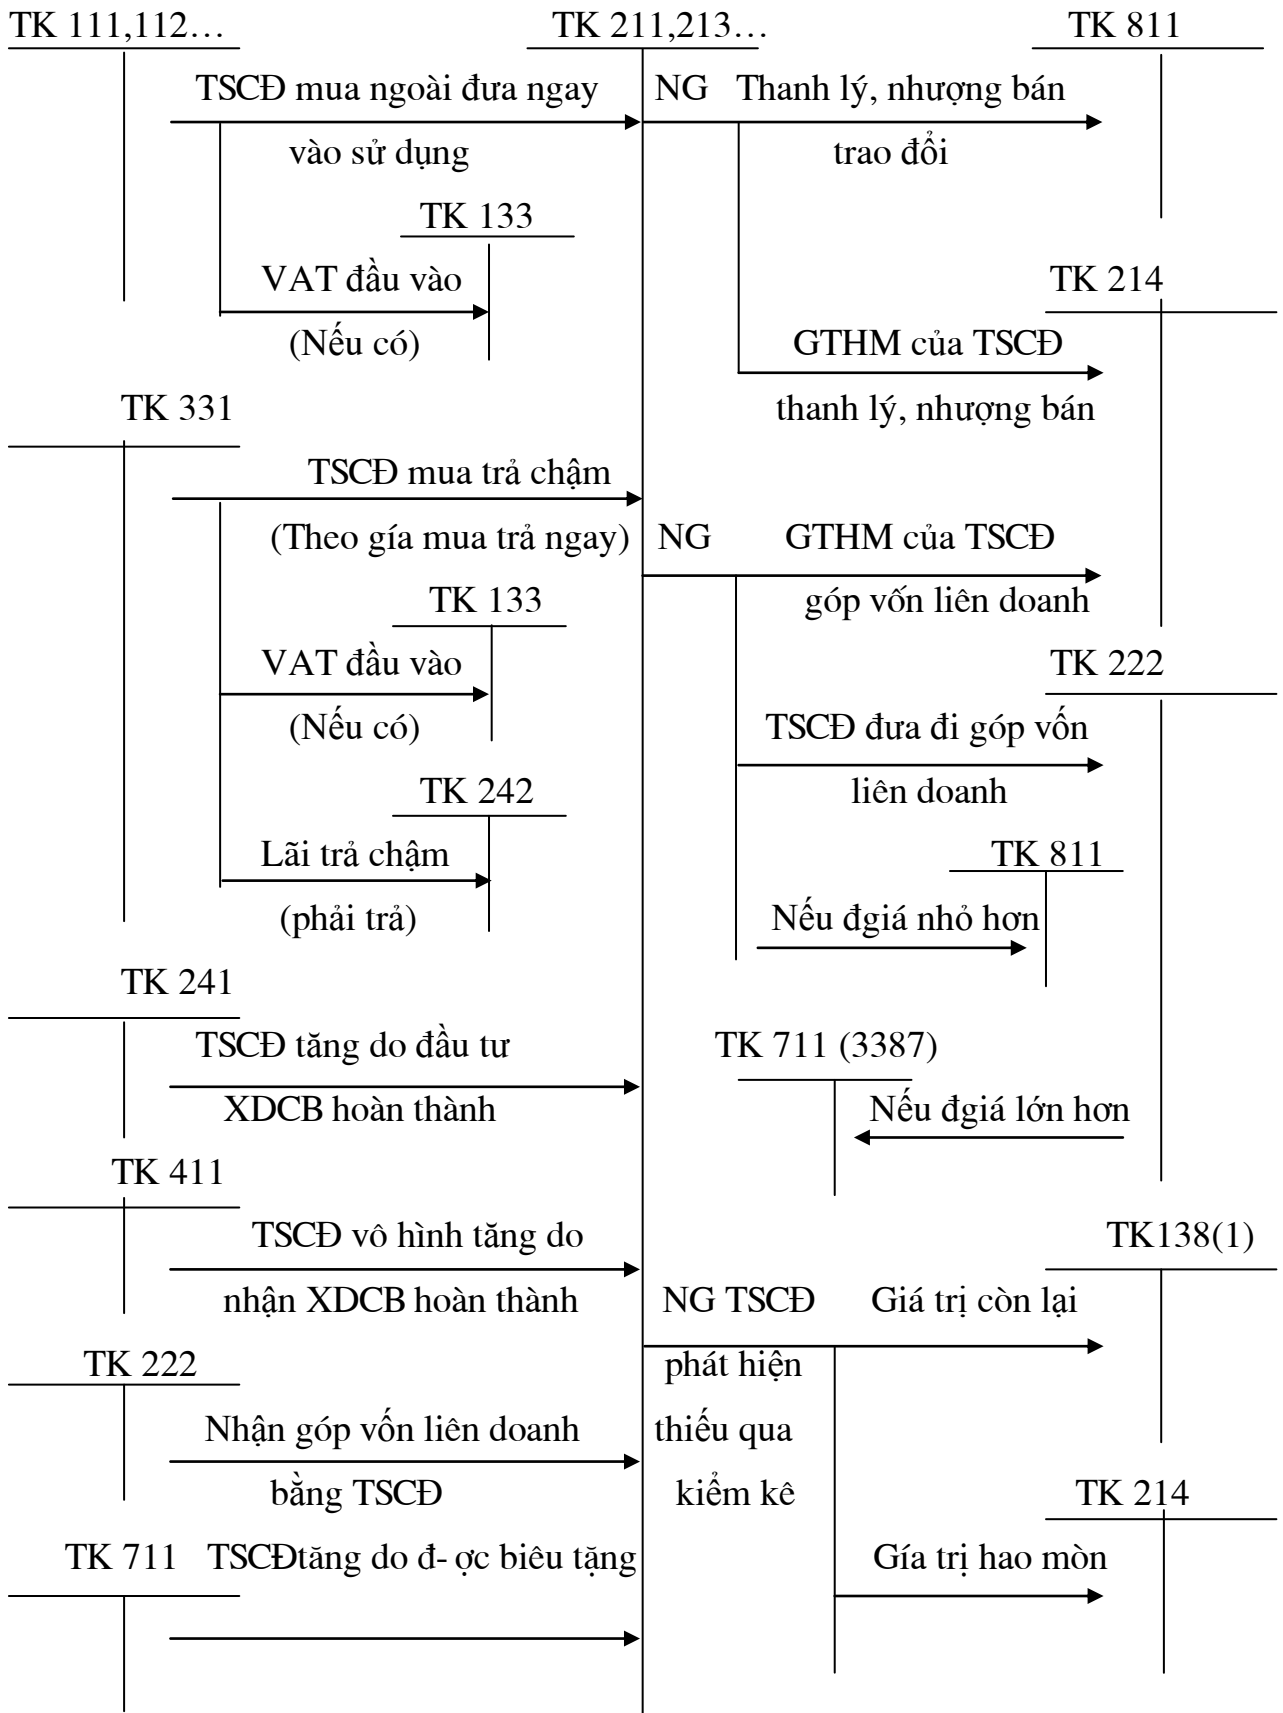 TK 111,112…
TK 211,213…
TK 811
TSCĐ mua ngoài đưa ngay
NG
Thanh lý, nhượng bán
vào sử dụng
trao đổi
TK 133
VAT đầu vào
TK 214
(Nếu có)
GTHM của TSCĐ
TK 331
thanh lý, nhượng bán
TSCĐ mua trả chậm
(Theo gía mua trả ngay)
NG
GTHM của TSCĐ
TK 133
góp vốn liên doanh
VAT đầu vào
TK 222
(Nếu có)
TSCĐ đưa đi góp vốn
TK 242
liên doanh
Lãi trả chậm
TK 811
(phải trả)
Nếu đgiá nhỏ hơn
TK 241
TSCĐ tăng do đầu tư
TK 711 (3387)
XDCB hoàn thành
Nếu đgiá lớn hơn
TK 411
TSCĐ vô hình tăng do
TK138(1)
nhận XDCB hoàn thành
NG TSCĐ
Giá trị còn lại
TK 222
phát hiện
Nhận góp vốn liên doanh
thiếu qua
bằng TSCĐ
kiểm kê
TK 214
TK 711
TSCĐtăng do đ- ợc biêu tặng
Gía trị hao mòn